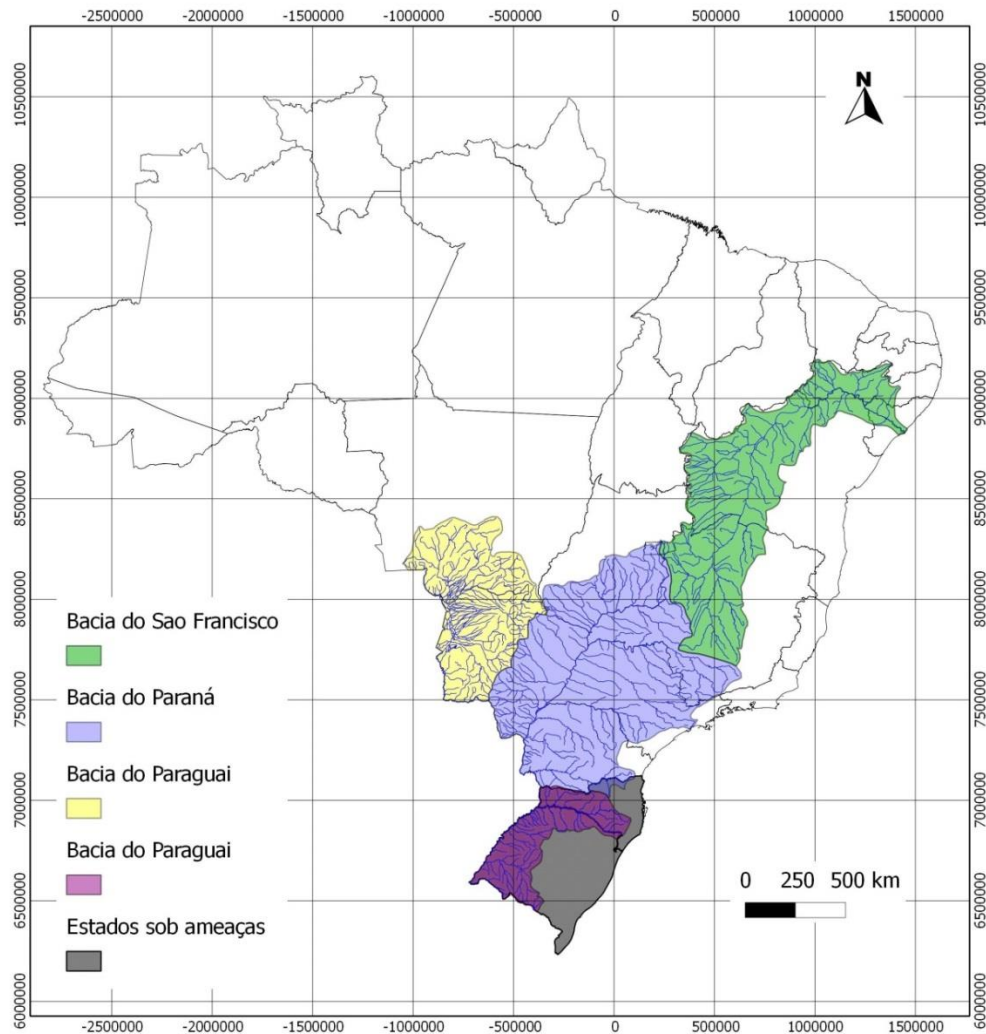 -2500000 -2000000 -1500000 -1000000 -500000 0 500000 1000000 1500000
10500000 10500000
N
10000000 10000000
9500000 9500000
9000000 9000000
8500000 8500000
8000000 8000000
Bacia do Sao Francisco
Bacia do Paraná
7500000 7500000
Bacia do Paraguai
7000000 7000000
Bacia do Paraguai
0 250 500 km
Estados sob ameaças
6500000 6500000
6000000 6000000
-2500000 -2000000 -1500000 -1000000 -500000 0 500000 1000000 1500000